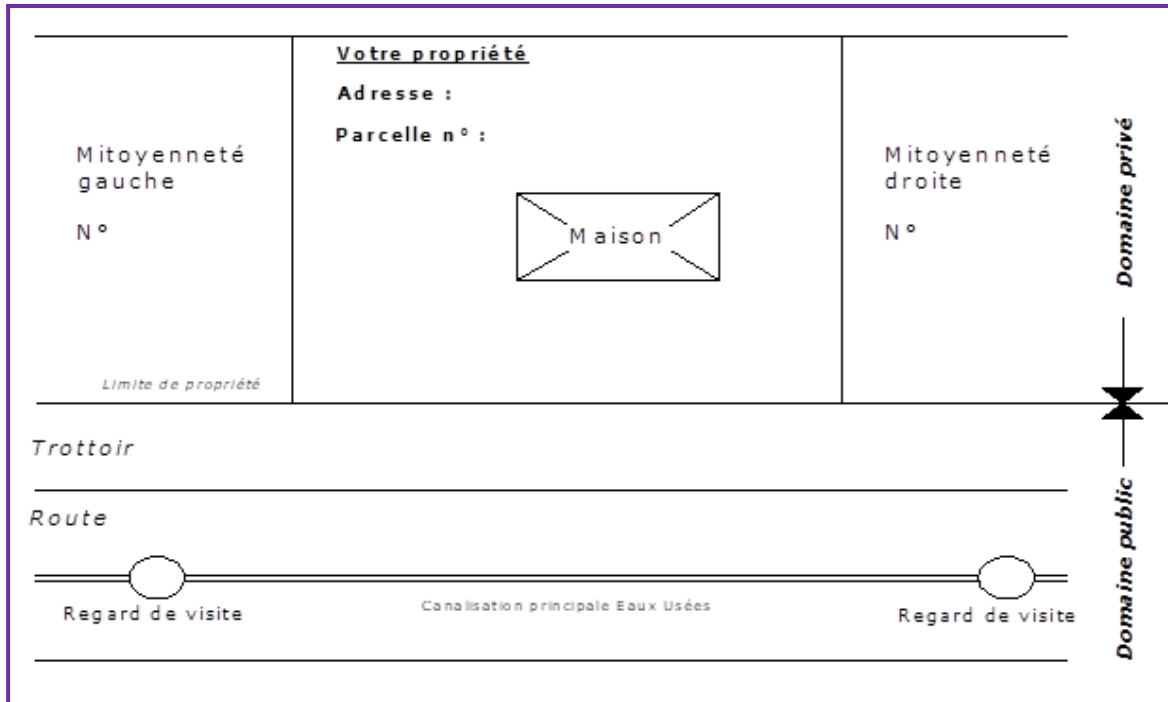 Votre propriété
Adresse :
Parcelle n° :
Mitoyenneté
gauche
N°
Maison
Mitoyenneté
droite
N°
Domaine privé
Limite de propriété
Trottoir
Route
Regard de visite
Canalisation principale Eaux Usées
Regard de visite
Domaine public